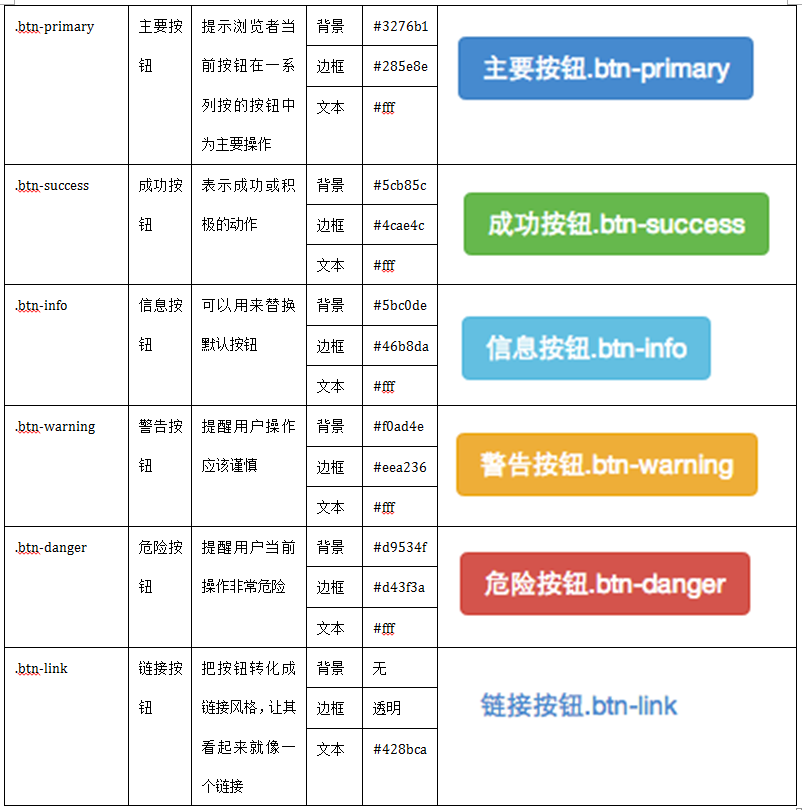 .btn-primary
主要按
钮
提示浏览者当
前按钮在一系
列按的按钮中
为主要操作
背景
#3276b1
边框
#285e8e
文本
#fff
主要按钮.btn-primary
.btn-success
成功按
钮
表示成功或积
极的动作
背景
#5cb85c
边框
#4cae4c
文本
#fff
成功按钮.btn-success
.btn-info
信息按
钮
可以用来替换
默认按钮
背景
#5bc0de
边框
#46b8da
文本
#fff
信息按钮.btn-info
.btn-warning
警告按
钮
提醒用户操作
应该谨慎
背景
#f0ad4e
边框
#eea236
文本
#fff
警告按钮.btn-warning
.btn-danger
危险按
钮
提醒用户当前
操作非常危险
背景
#d9534f
边框
#d43f3a
文本
#fff
危险按钮.btn-danger
.btn-link
链接按
钮
把按钮转化成
链接风格，让其
看起来就像一
个链接
背景
无
边框
透明
文本
#428bca
链接按钮.btn-link